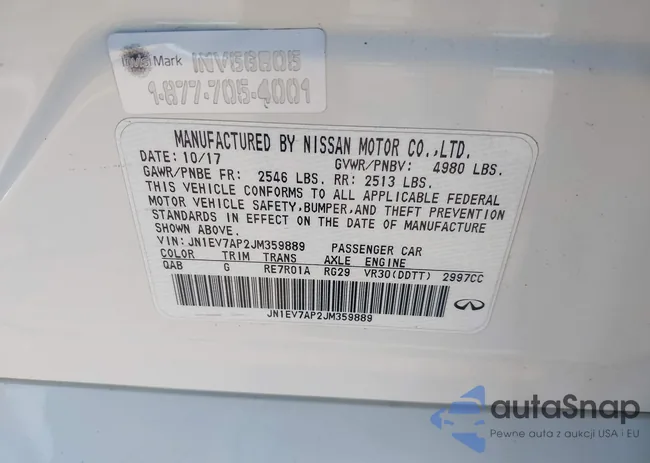 Mark
1-877-705-4001
MANUFACTURED BY NISSAN MOTOR CO.,LTD.
DATE: 10/17 GVWR/PNBV: 4980 LBS.
GAWR/PNBE FR: 2546 LBS. RR: 2513 LBS.
THIS VEHICLE CONFORMS TO ALL APPLICABLE FEDERAL
MOTOR VEHICLE SAFETY,BUMPER,AND THEFT PREVENTION
STANDARDS IN EFFECT ON THE DATE OF MANUFACTURE
SHOWN ABOVE.
VIN: JN1EV7AP2JM359889 PASSENGER CAR
COLOR TRIM TRANS AXLE ENGINE
QAB G RE7R01A RG29 VR30(DDTT) 2997CC
JN1EV7AP2JM359889
autoSnap
Pewne auta z aukcji USA i EU